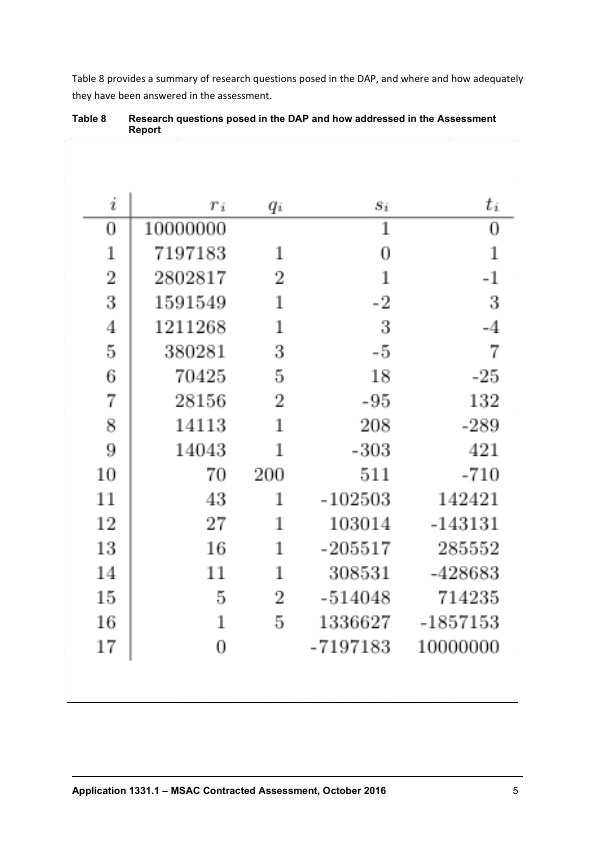 Table 8 provides a summary of research questions posed in the DAP, and where and how adequately
they have been answered in the assessment.
Table 8 Research questions posed in the DAP and how addressed in the Assessment
Report
i r_i q_i s_i t_i
0 10000000 1 0
1 7197183 1 0 1
2 2802817 2 1 -1
3 1591549 1 -2 3
4 1211268 1 3 -4
5 380281 3 -5 7
6 70425 5 18 -25
7 28156 2 -95 132
8 14113 1 208 -289
9 14043 1 -303 421
10 70 200 511 -710
11 43 1 -102503 142421
12 27 1 103014 -143131
13 16 1 -205517 285552
14 11 1 308531 -428683
15 5 2 -514048 714235
16 1 5 1336627 -1857153
17 0 -7197183 10000000
Application 1331.1 – MSAC Contracted Assessment, October 2016 5